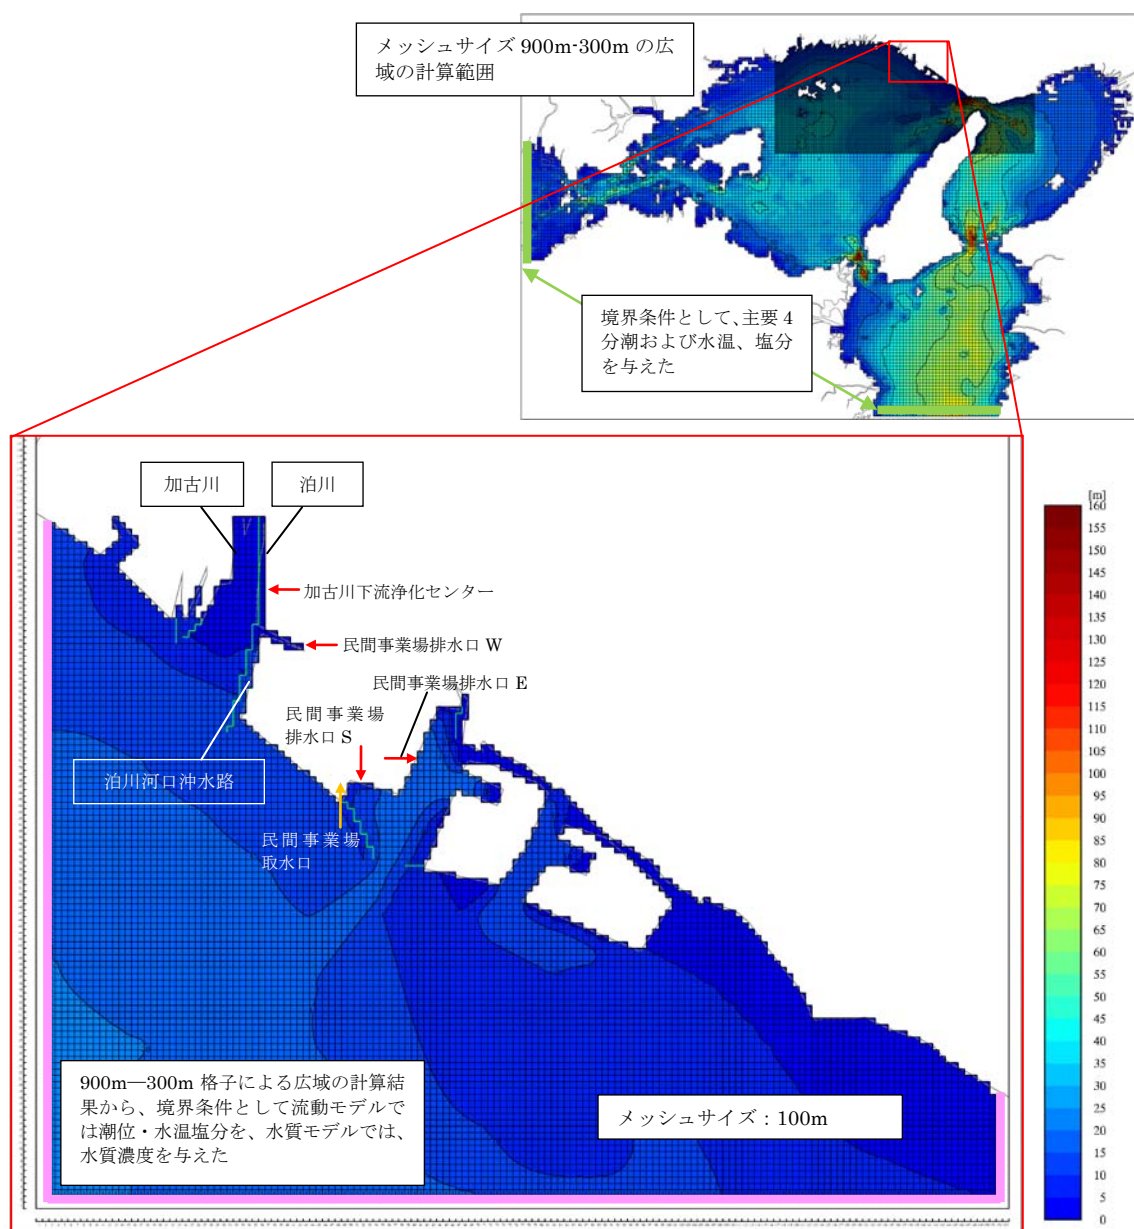 メッシュサイズ 900m-300m の広
域の計算範囲
境界条件として、主要 4
分潮および水温、塩分
を与えた
加古川
泊川
加古川下流浄化センター
民間事業場排水口 W
民間事業場排水口 E
民間事業場
排水口 S
泊川河口沖水路
民間事業場
取水口
900m―300m 格子による広域の計算結
果から、境界条件として流動モデルで
は潮位・水温塩分を、水質モデルでは、
水質濃度を与えた
メッシュサイズ：100m
[m]
160
155
150
145
140
135
130
125
120
115
110
105
100
95
90
85
80
75
70
65
60
55
50
45
40
35
30
25
20
15
10
5
0